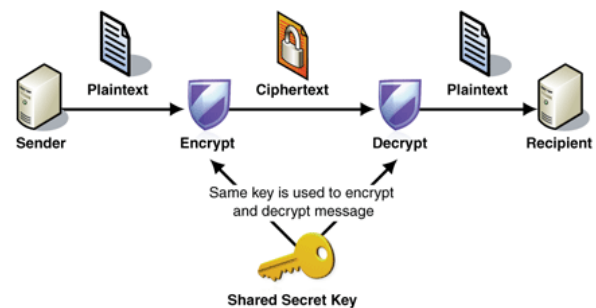 Plaintext
Ciphertext
Plaintext
Sender
Encrypt
Decrypt
Recipient
Same key is used to encrypt
and decrypt message
Shared Secret Key